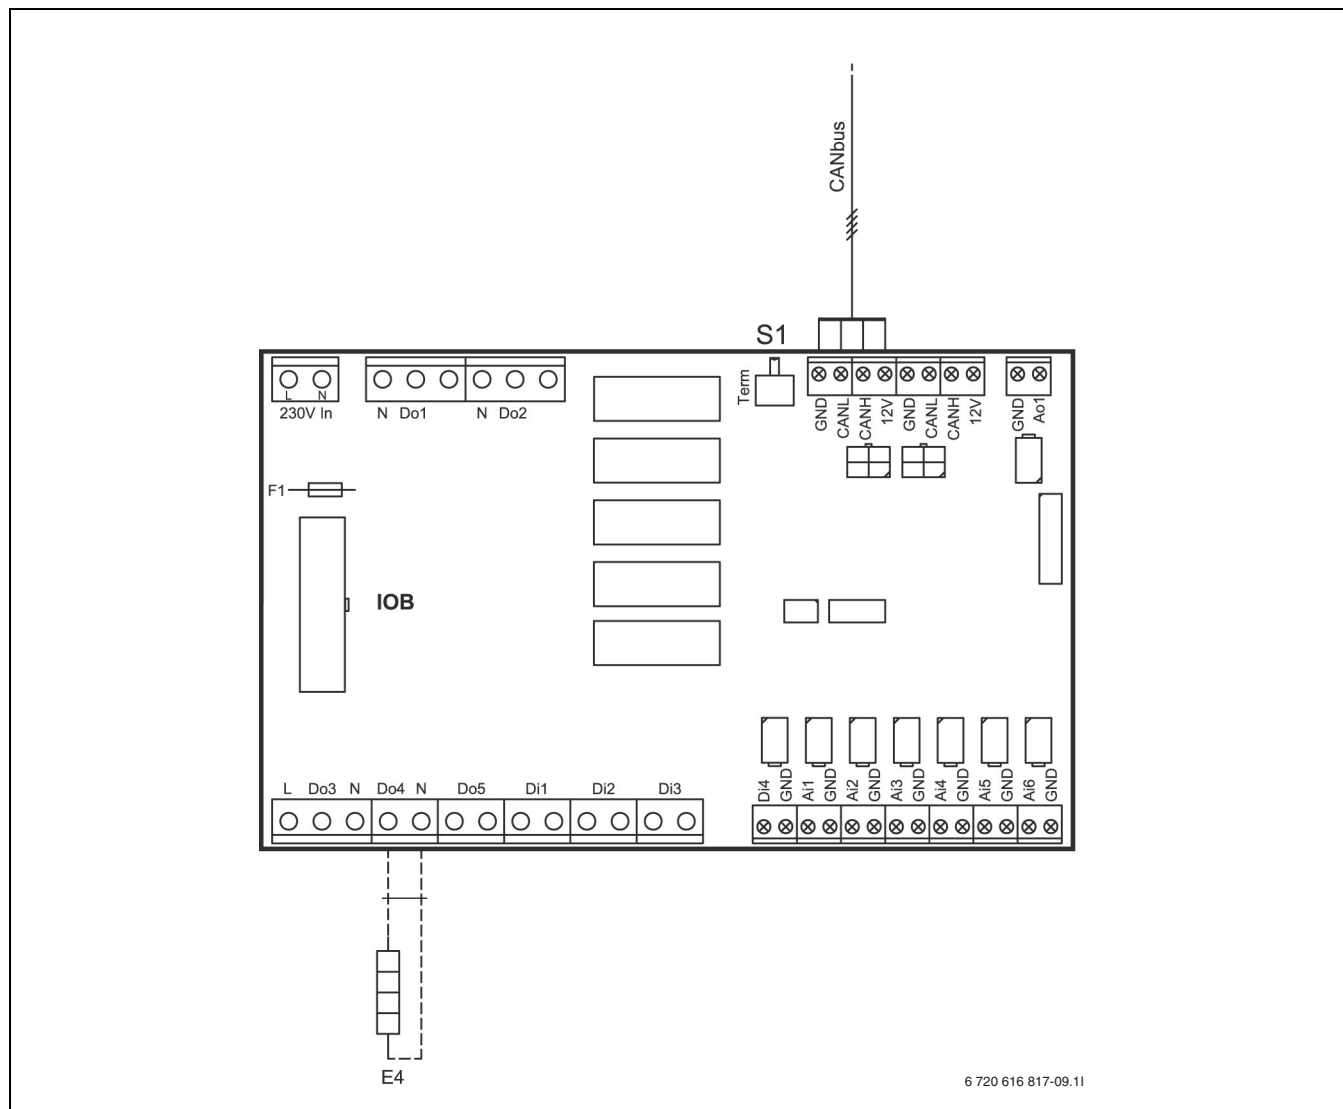 CANbus
S1
Term
L N
230V In
N Do1 N Do2
GND CANL CANH 12V GND CANL CANH 12V
GND Ao1
F1
IOB
L Do3 N Do4 N Do5 Di1 Di2 Di3
Di4 GND Ai1 GND Ai2 GND Ai3 GND Ai4 GND Ai5 GND Ai6 GND
E4
6 720 616 817-09.1I